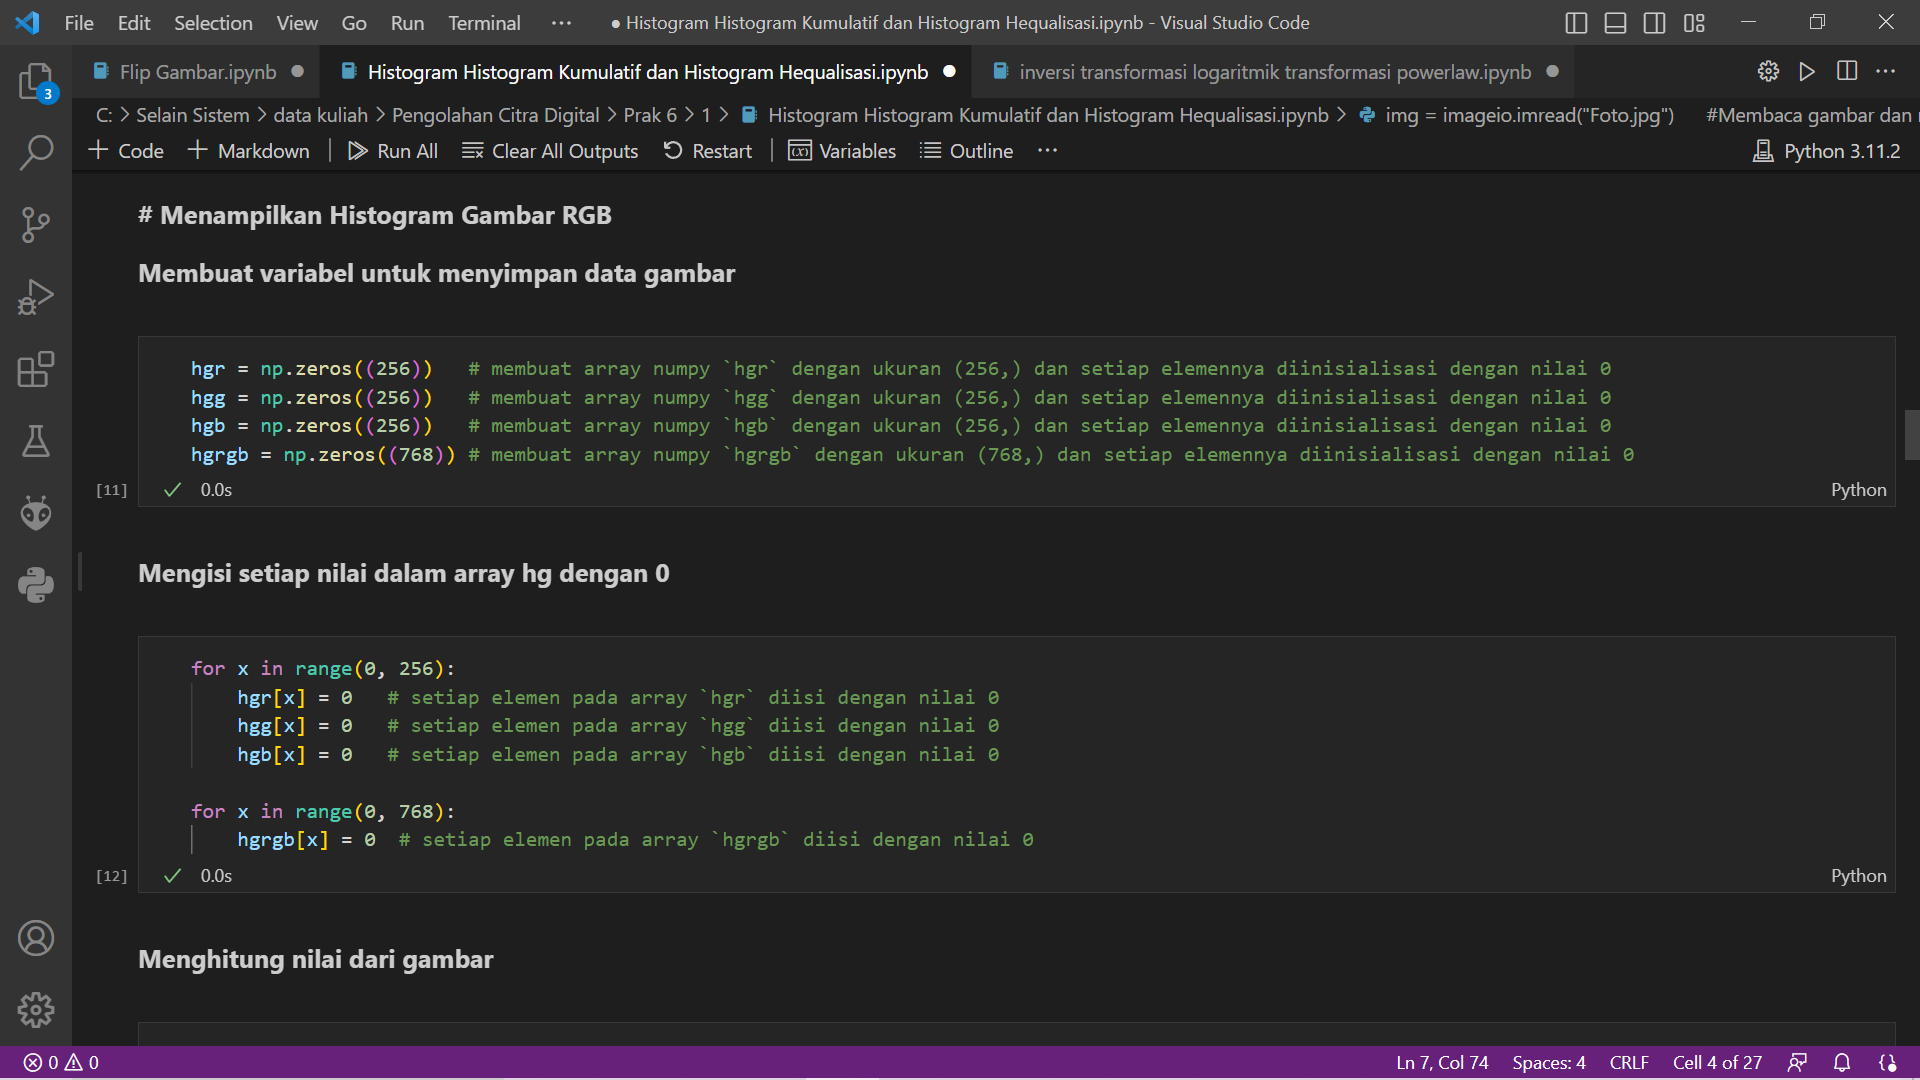 File Edit Selection View Go Run Terminal ··· ● Histogram Histogram Kumulatif dan Histogram Hequalisasi.ipynb - Visual Studio Code
Flip Gambar.ipynb ● Histogram Histogram Kumulatif dan Histogram Hequalisasi.ipynb ● inversi transformasi logaritmik transformasi powerlaw.ipynb ●
3
C: > Selain Sistem > data kuliah > Pengolahan Citra Digital > Prak 6 > 1 > Histogram Histogram Kumulatif dan Histogram Hequalisasi.ipynb > img = imageio.imread("Foto.jpg") #Membaca gambar dan
+ Code + Markdown | Run All Clear All Outputs Restart | Variables Outline ··· Python 3.11.2
# Menampilkan Histogram Gambar RGB
Membuat variabel untuk menyimpan data gambar
hgr = np.zeros((256)) # membuat array numpy `hgr` dengan ukuran (256,) dan setiap elemennya diinisialisasi dengan nilai 0
hgg = np.zeros((256)) # membuat array numpy `hgg` dengan ukuran (256,) dan setiap elemennya diinisialisasi dengan nilai 0
hgb = np.zeros((256)) # membuat array numpy `hgb` dengan ukuran (256,) dan setiap elemennya diinisialisasi dengan nilai 0
hgrgb = np.zeros((768)) # membuat array numpy `hgrgb` dengan ukuran (768,) dan setiap elemennya diinisialisasi dengan nilai 0
[11] ✓ 0.0s Python
Mengisi setiap nilai dalam array hg dengan 0
for x in range(0, 256):
    hgr[x] = 0 # setiap elemen pada array `hgr` diisi dengan nilai 0
    hgg[x] = 0 # setiap elemen pada array `hgg` diisi dengan nilai 0
    hgb[x] = 0 # setiap elemen pada array `hgb` diisi dengan nilai 0
for x in range(0, 768):
    hgrgb[x] = 0 # setiap elemen pada array `hgrgb` diisi dengan nilai 0
[12] ✓ 0.0s Python
Menghitung nilai dari gambar
0 0 Ln 7, Col 74 Spaces: 4 CRLF Cell 4 of 27